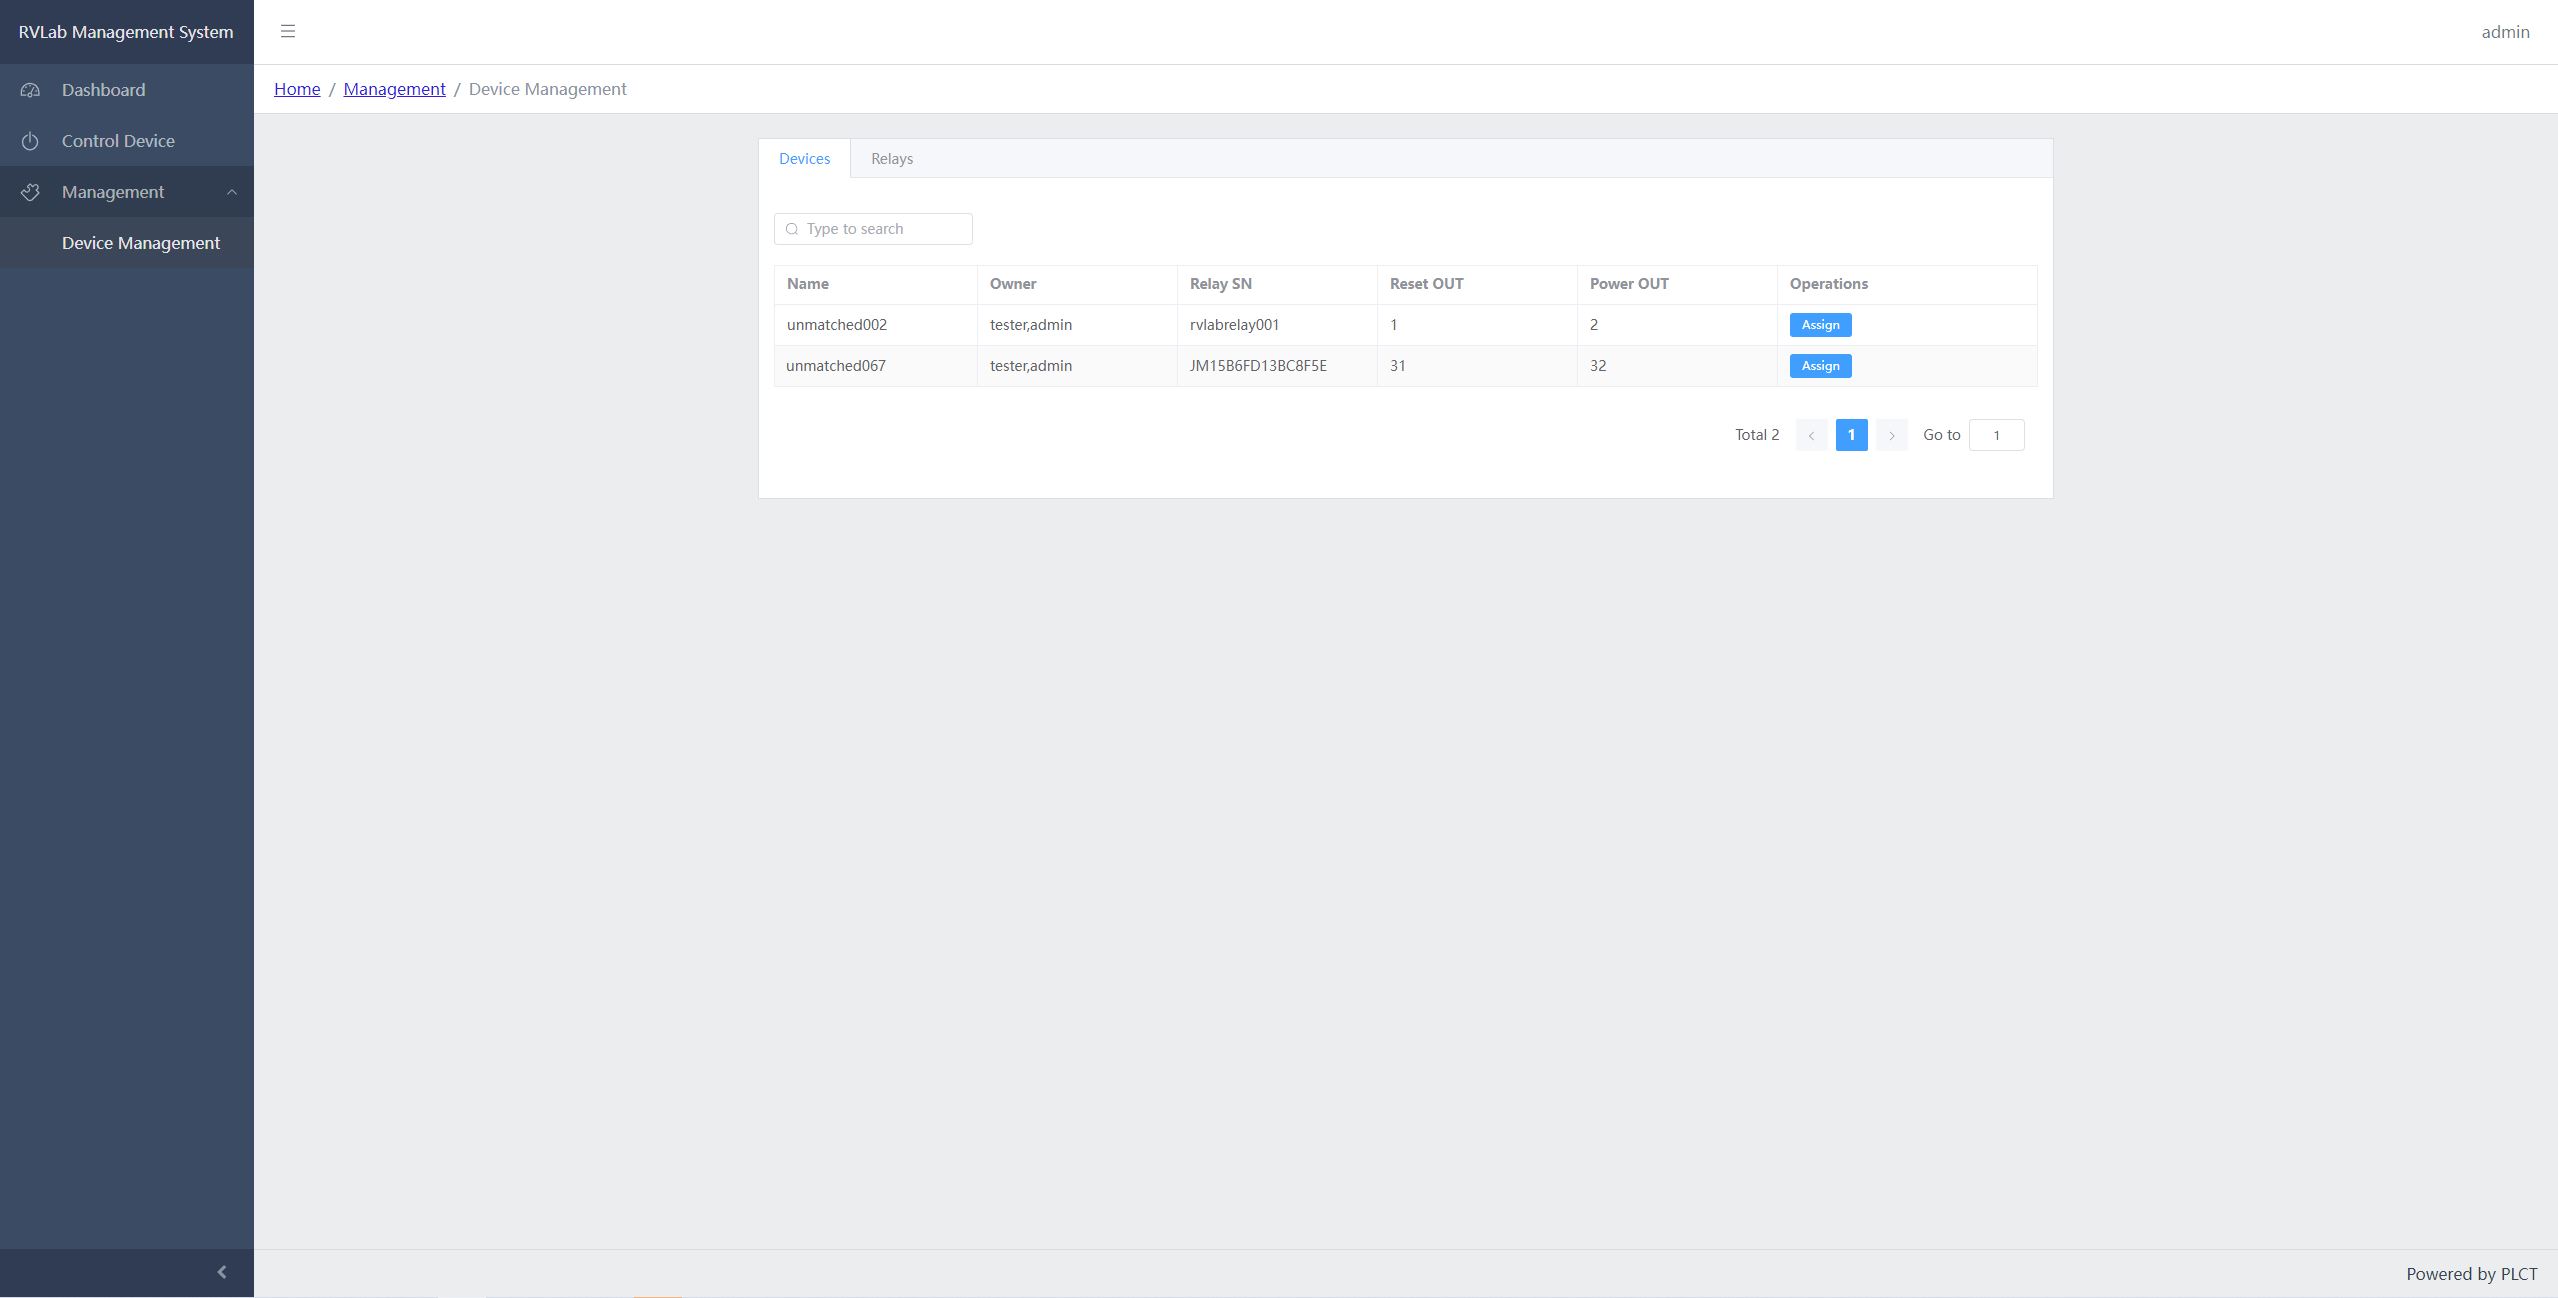 RVLab Management System
admin
Dashboard
Control Device
Management
Device Management
Home / Management / Device Management
Devices Relays
Type to search
Name Owner Relay SN Reset OUT Power OUT Operations
unmatched002 tester,admin rvlabrelay001 1 2 Assign
unmatched067 tester,admin JM15B6FD13BC8F5E 31 32 Assign
Total 2 1 Go to 1
Powered by PLCT